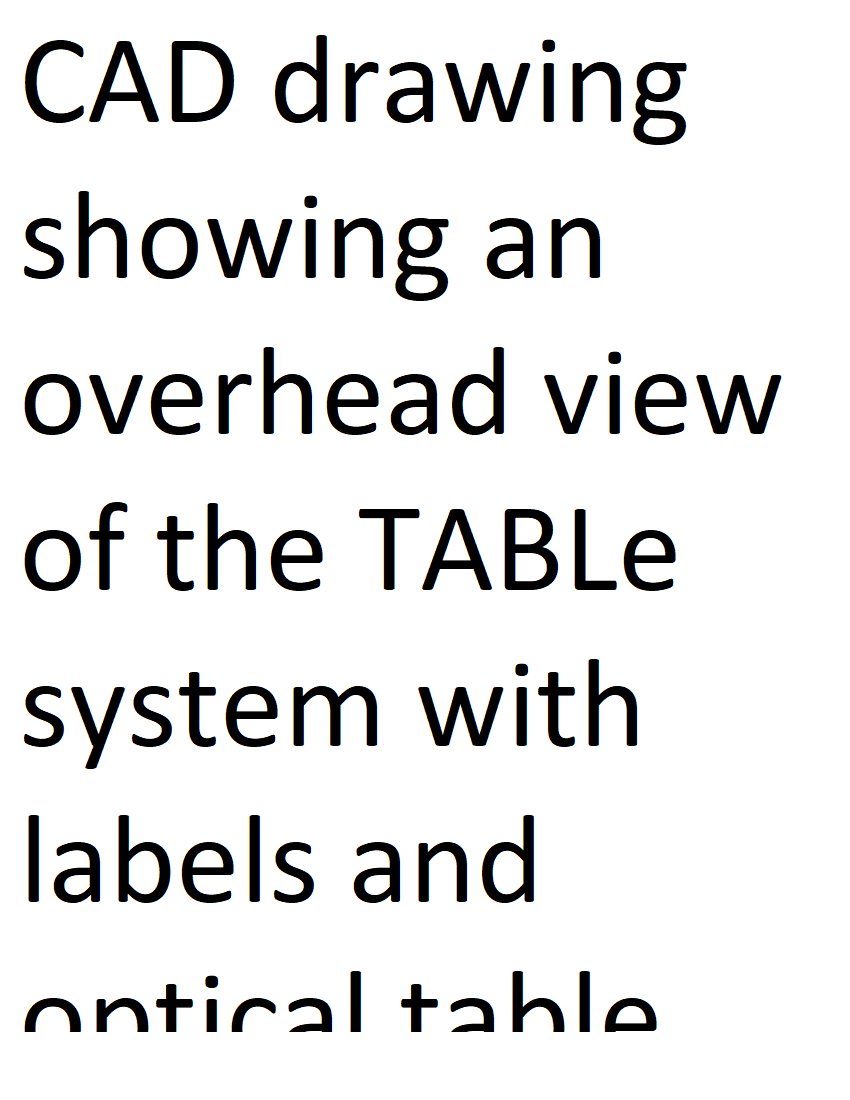 CAD drawing
showing an
overhead view
of the TABLe
system with
labels and
optical table